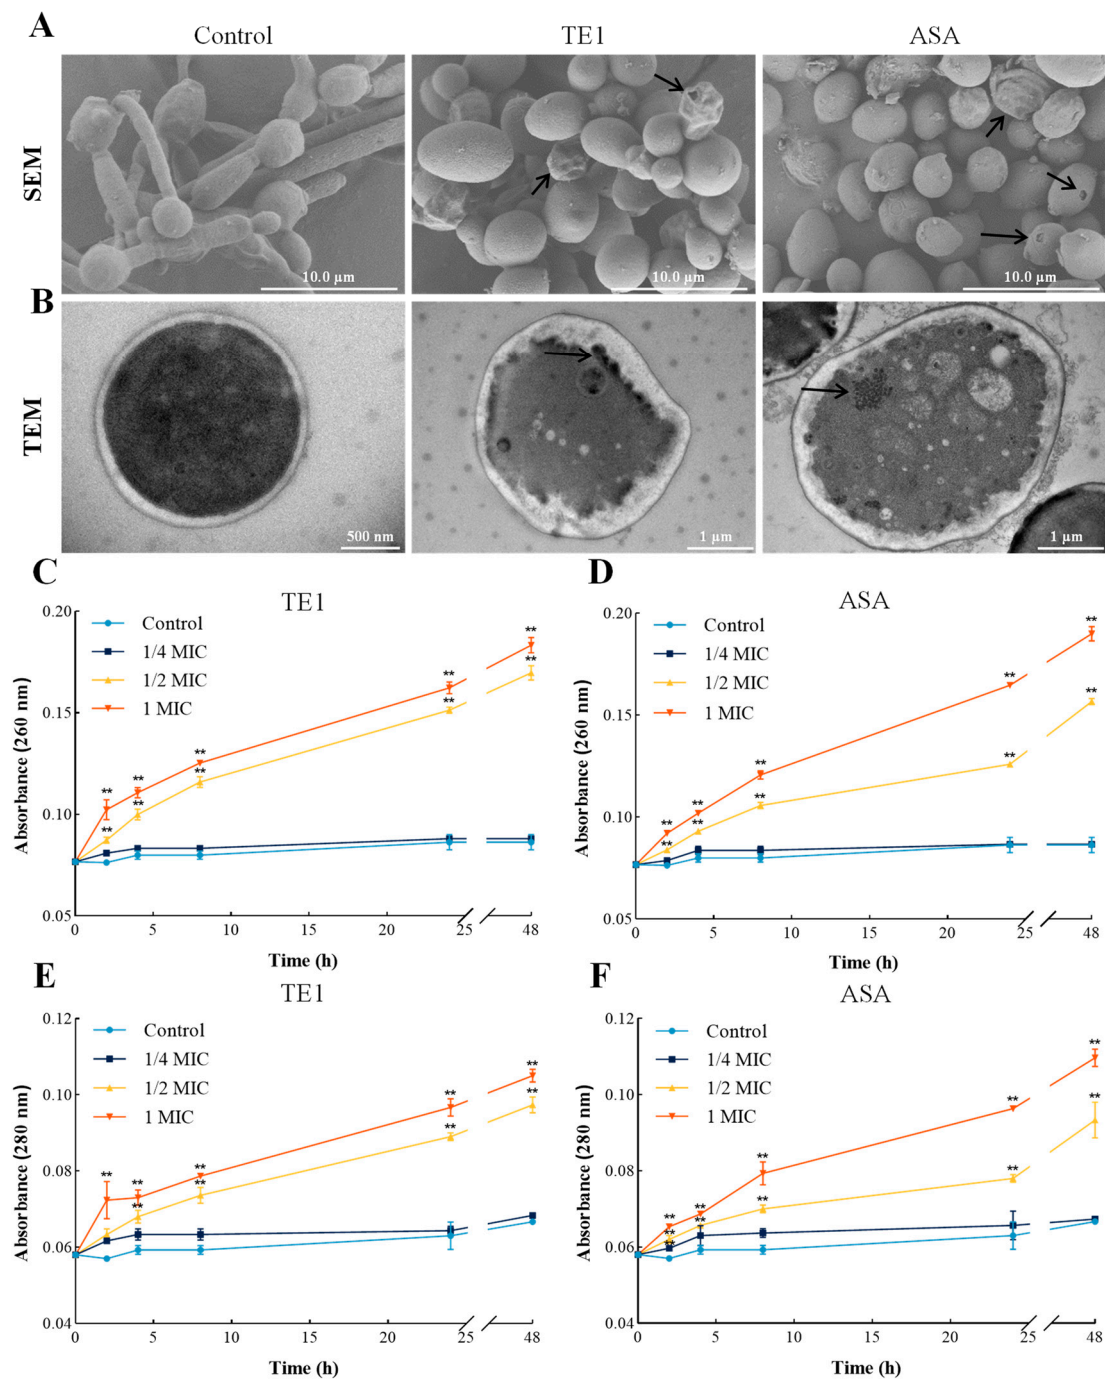 A
Control
TE1
ASA
SEM
10.0 µm
10.0 µm
10.0 µm
B
TEM
500 nm
1 µm
1 µm
C
TE1
Absorbance (260 nm)
0.20
0.15
0.10
0.05
Control
1/4 MIC
1/2 MIC
1 MIC
** ** ** ** **
** ** ** ** **
0 5 10 15 20 25 48
Time (h)
D
ASA
Absorbance (260 nm)
0.20
0.15
0.10
0.05
Control
1/4 MIC
1/2 MIC
1 MIC
** ** ** ** **
** ** ** ** **
0 5 10 15 20 25 48
Time (h)
E
TE1
Absorbance (280 nm)
0.12
0.10
0.08
0.06
0.04
Control
1/4 MIC
1/2 MIC
1 MIC
** ** ** ** **
** ** ** **
0 5 10 15 20 25 48
Time (h)
F
ASA
Absorbance (280 nm)
0.12
0.10
0.08
0.06
0.04
Control
1/4 MIC
1/2 MIC
1 MIC
** ** ** **
** ** ** ** **
**
0 5 10 15 20 25 48
Time (h)